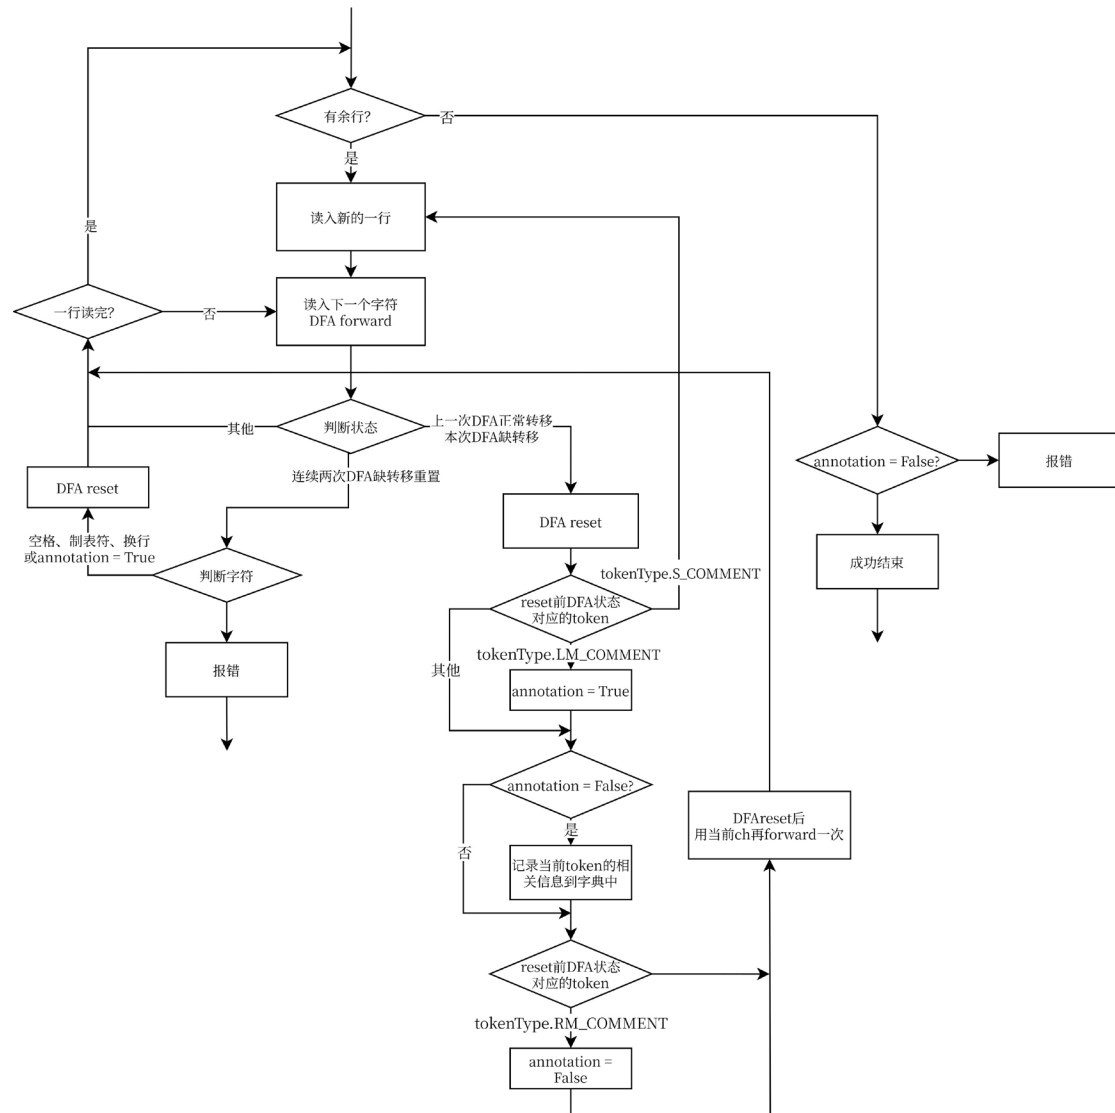 有余行?
否
是
读入新的一行
是
一行读完?
否
读入下一个字符
DFA forward
其他
判断状态
上一次DFA正常转移
本次DFA缺转移
连续两次DFA缺转移重置
annotation = False?
报错
DFA reset
DFA reset
空格、制表符、换行
或annotation = True
判断字符
成功结束
tokenType.S_COMMENT
reset前DFA状态
对应的token
tokenType.LM_COMMENT
其他
报错
annotation = True
annotation = False?
DFAreset后
用当前ch再forward一次
是
否
记录当前token的相
关信息到字典中
reset前DFA状态
对应的token
tokenType.RM_COMMENT
annotation =
False